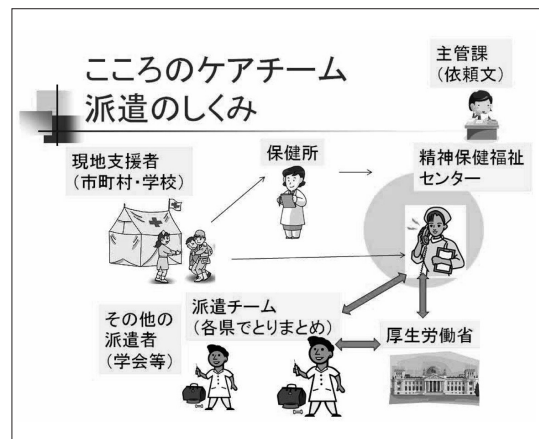 こころのケアチーム
派遣のしくみ
主管課
(依頼文)
現地支援者
(市町村・学校)
保健所
精神保健福祉
センター
その他の
派遣者
(学会等)
派遣チーム
(各県でとりまとめ)
厚生労働省